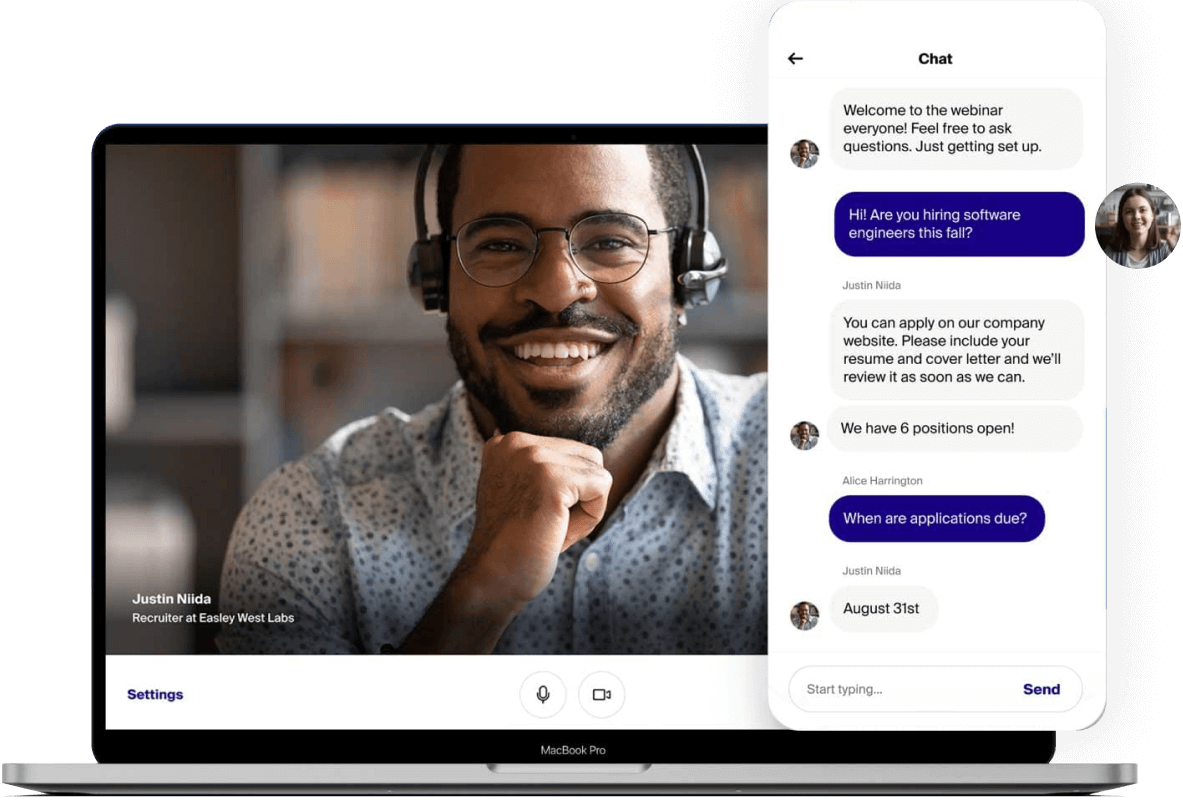 Chat
Welcome to the webinar
everyone! Feel free to ask
questions. Just getting set up.
Hi! Are you hiring software
engineers this fall?
Justin Niida
You can apply on our company
website. Please include your
resume and cover letter and we'll
review it as soon as we can.
We have 6 positions open!
Alice Harrington
When are applications due?
Justin Niida
August 31st
Start typing...
Send
Justin Niida
Recruiter at Easley West Labs
Settings
MacBook Pro